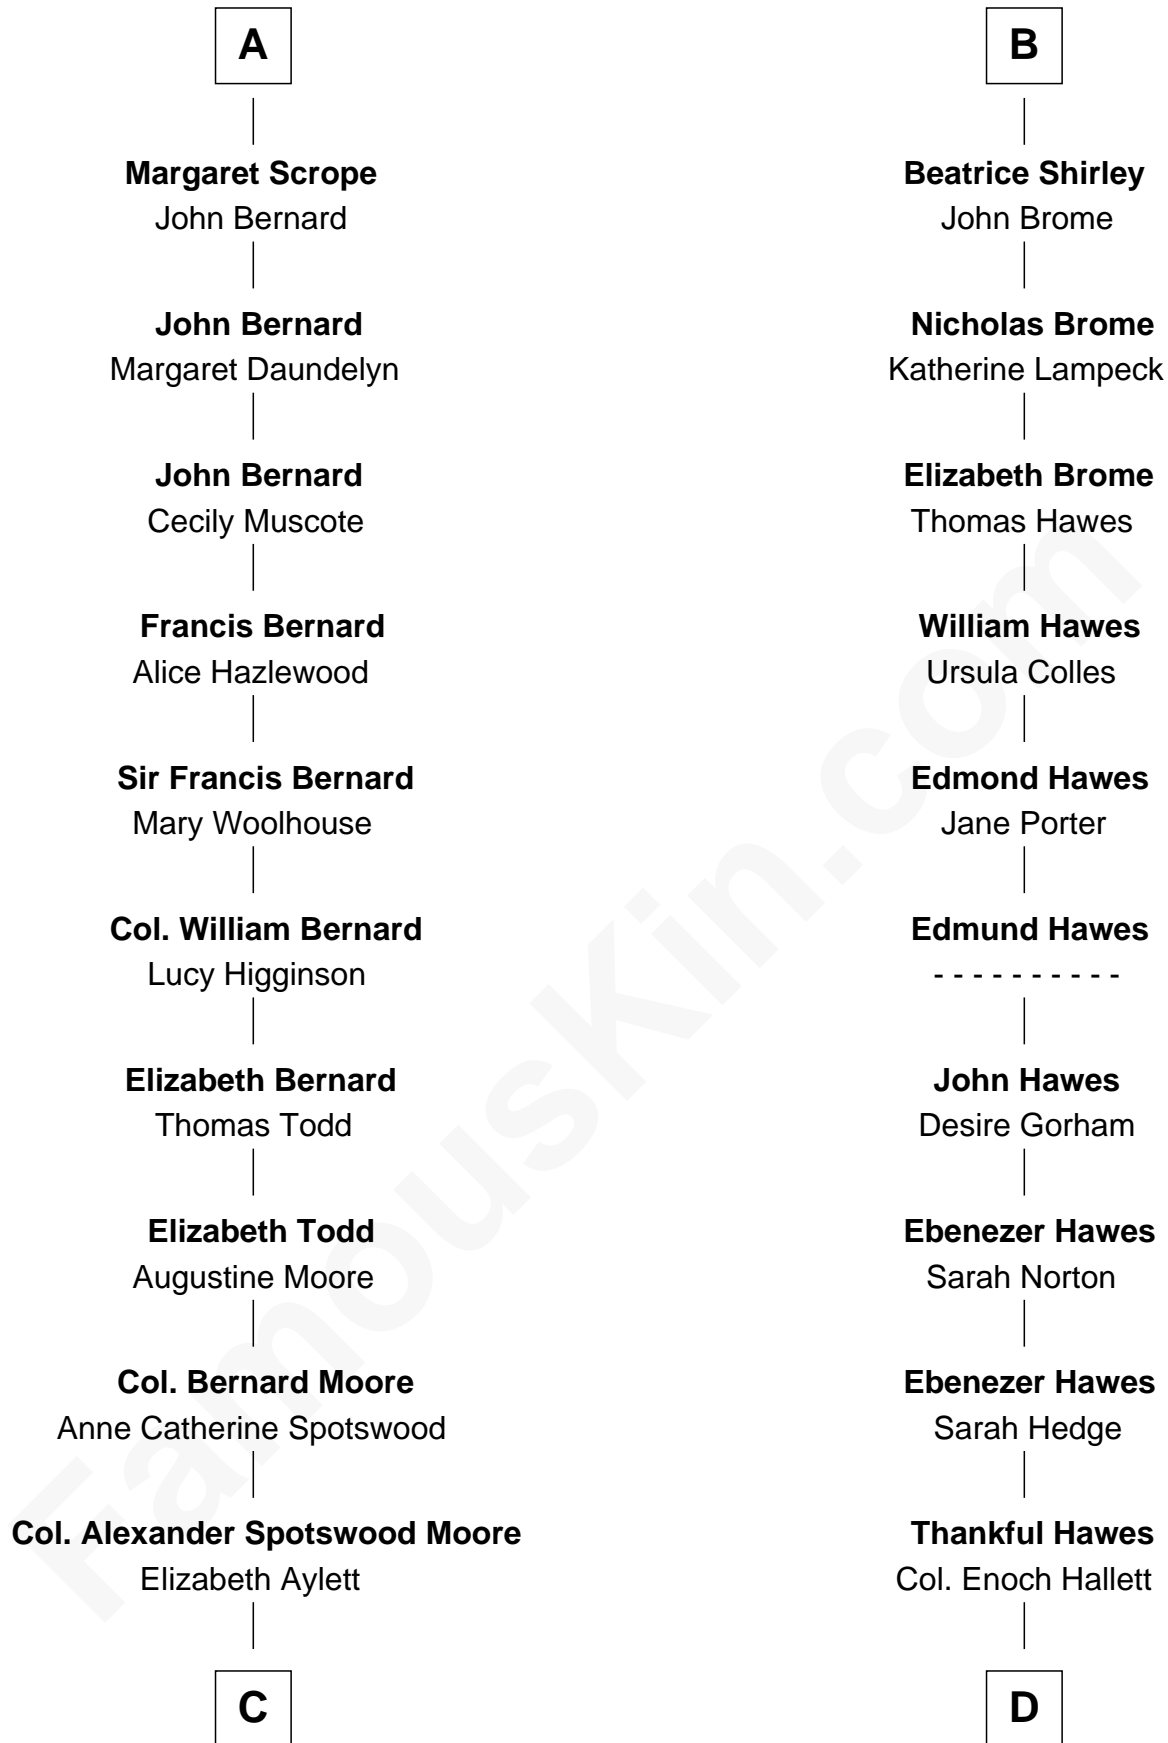 A
Margaret Scrope
John Bernard
John Bernard
Margaret Daundelyn
John Bernard
Cecily Muscote
Francis Bernard
Alice Hazlewood
Sir Francis Bernard
Mary Woolhouse
Col. William Bernard
Lucy Higginson
Elizabeth Bernard
Thomas Todd
Elizabeth Todd
Augustine Moore
Col. Bernard Moore
Anne Catherine Spotswood
Col. Alexander Spotswood Moore
Elizabeth Aylett
C
B
Beatrice Shirley
John Brome
Nicholas Brome
Katherine Lampeck
Elizabeth Brome
Thomas Hawes
William Hawes
Ursula Colles
Edmond Hawes
Jane Porter
Edmund Hawes
- - - - - - - - - -
John Hawes
Desire Gorham
Ebenezer Hawes
Sarah Norton
Ebenezer Hawes
Sarah Hedge
Thankful Hawes
Col. Enoch Hallett
D
FamousKin.com